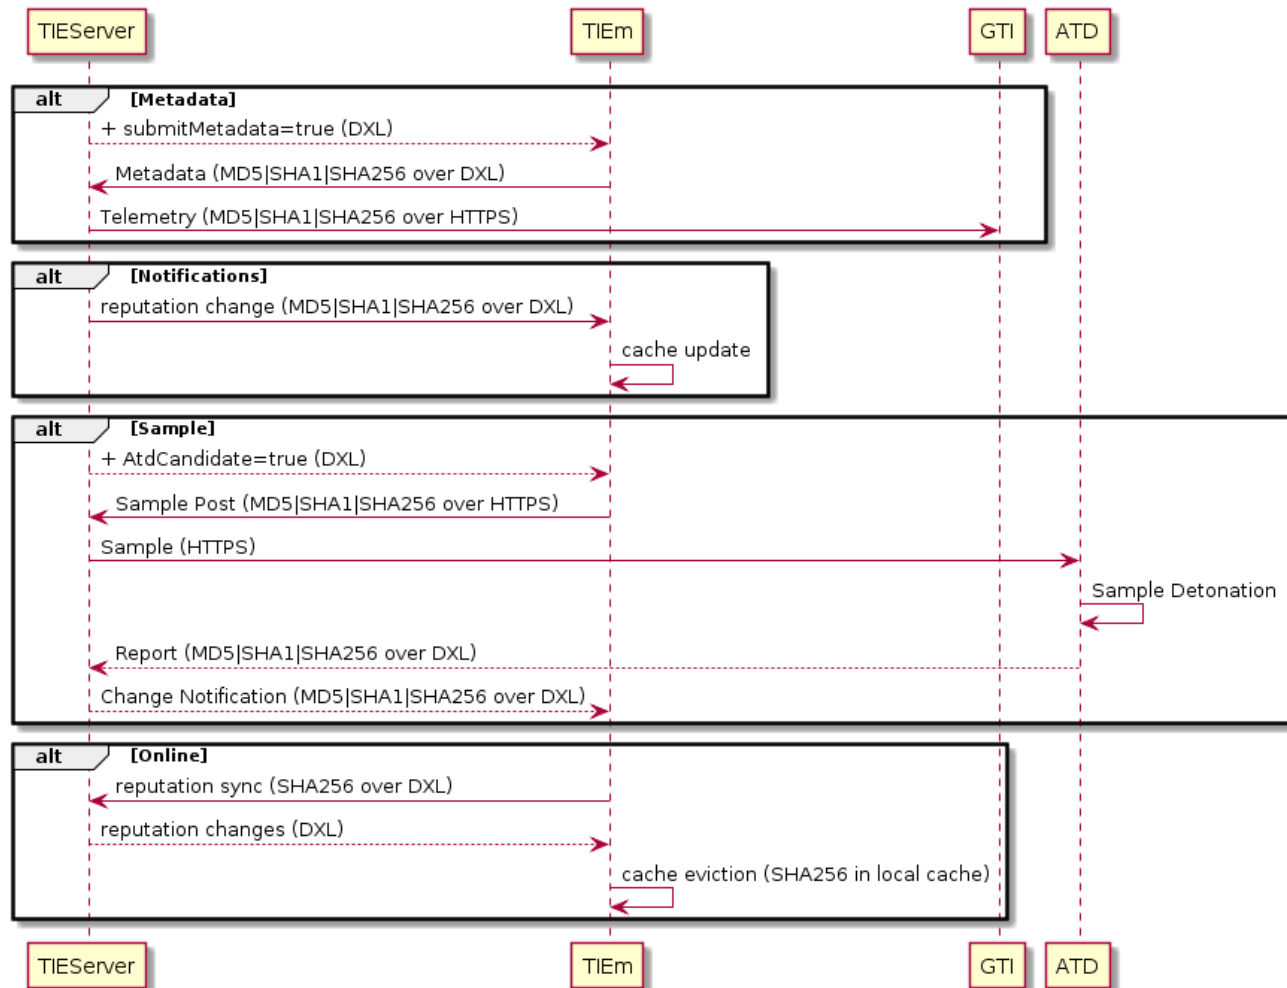 TIEServer TIEm GTI ATD
alt [Metadata]
+ submitMetadata=true (DXL)
Metadata (MD5|SHA1|SHA256 over DXL)
Telemetry (MD5|SHA1|SHA256 over HTTPS)
alt [Notifications]
reputation change (MD5|SHA1|SHA256 over DXL)
cache update
alt [Sample]
+ AtdCandidate=true (DXL)
Sample Post (MD5|SHA1|SHA256 over HTTPS)
Sample (HTTPS)
Sample Detonation
Report (MD5|SHA1|SHA256 over DXL)
Change Notification (MD5|SHA1|SHA256 over DXL)
alt [Online]
reputation sync (SHA256 over DXL)
reputation changes (DXL)
cache eviction (SHA256 in local cache)
TIEServer TIEm GTI ATD